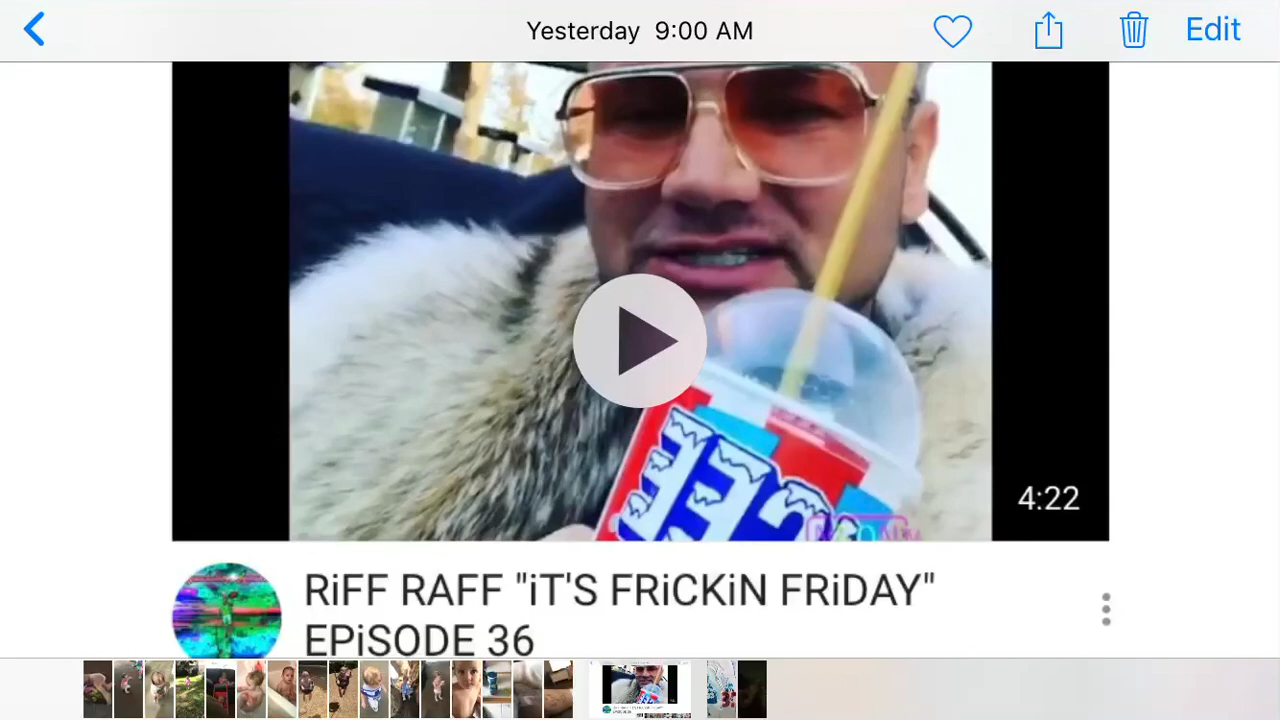 Yesterday 9:00 AM
Edit
4:22
RiFF RAFF "iT'S FRiCKiN FRiDAY"
EPiSODE 36